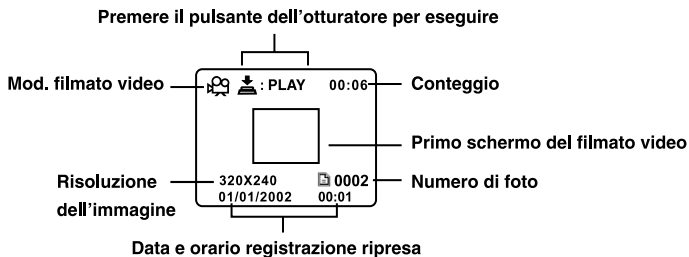 Premere il pulsante dell'otturatore per eseguire
Mod. filmato video
: PLAY 00:06
Conteggio
Primo schermo del filmato video
Risoluzione
dell'immagine
320X240 0002
01/01/2002 00:01
Numero di foto
Data e orario registrazione ripresa